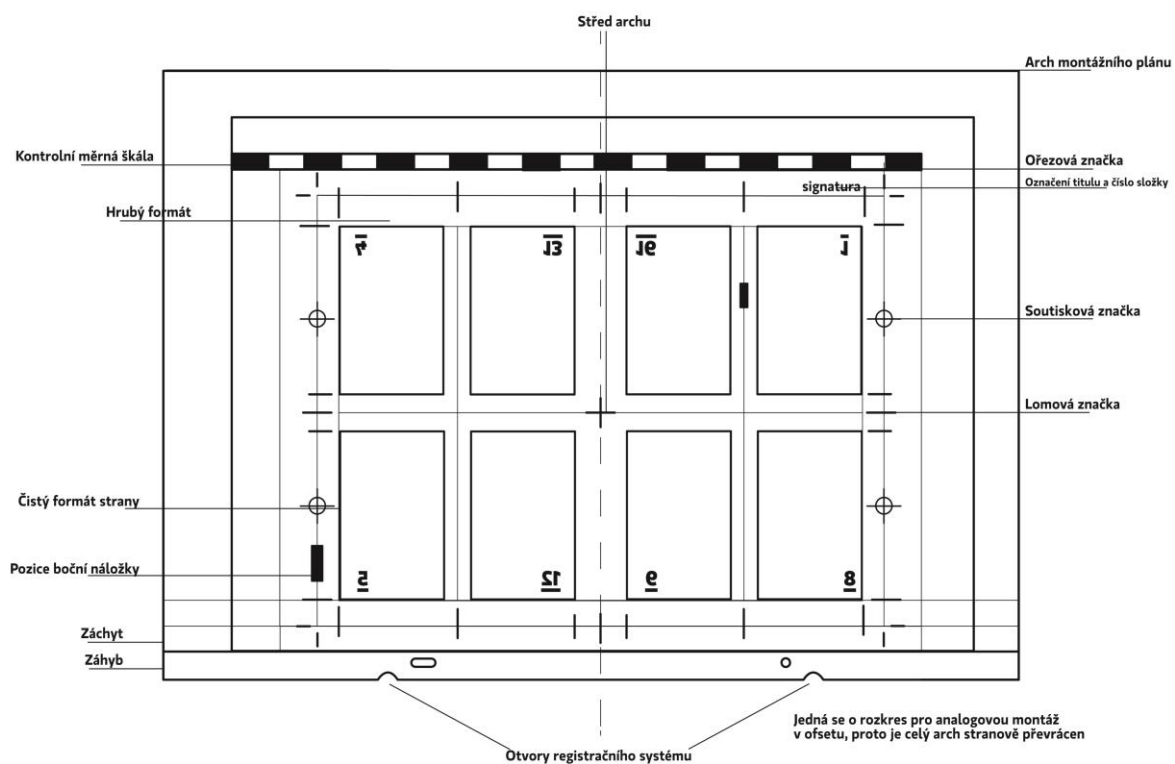 Střed archu
Arch montážního plánu
Kontrolní měrná škála
Ořezová značka
signatura
Označení titulu a číslo složky
Hrubý formát
4
13
16
1
Soutisková značka
Lomová značka
Čistý formát strany
Pozice boční náložky
5
12
9
8
Záchyt
Záhyb
Jedná se o rozkres pro analogovou montáž
v ofsetu, proto je celý arch stranově převrácen
Otvory registračního systému